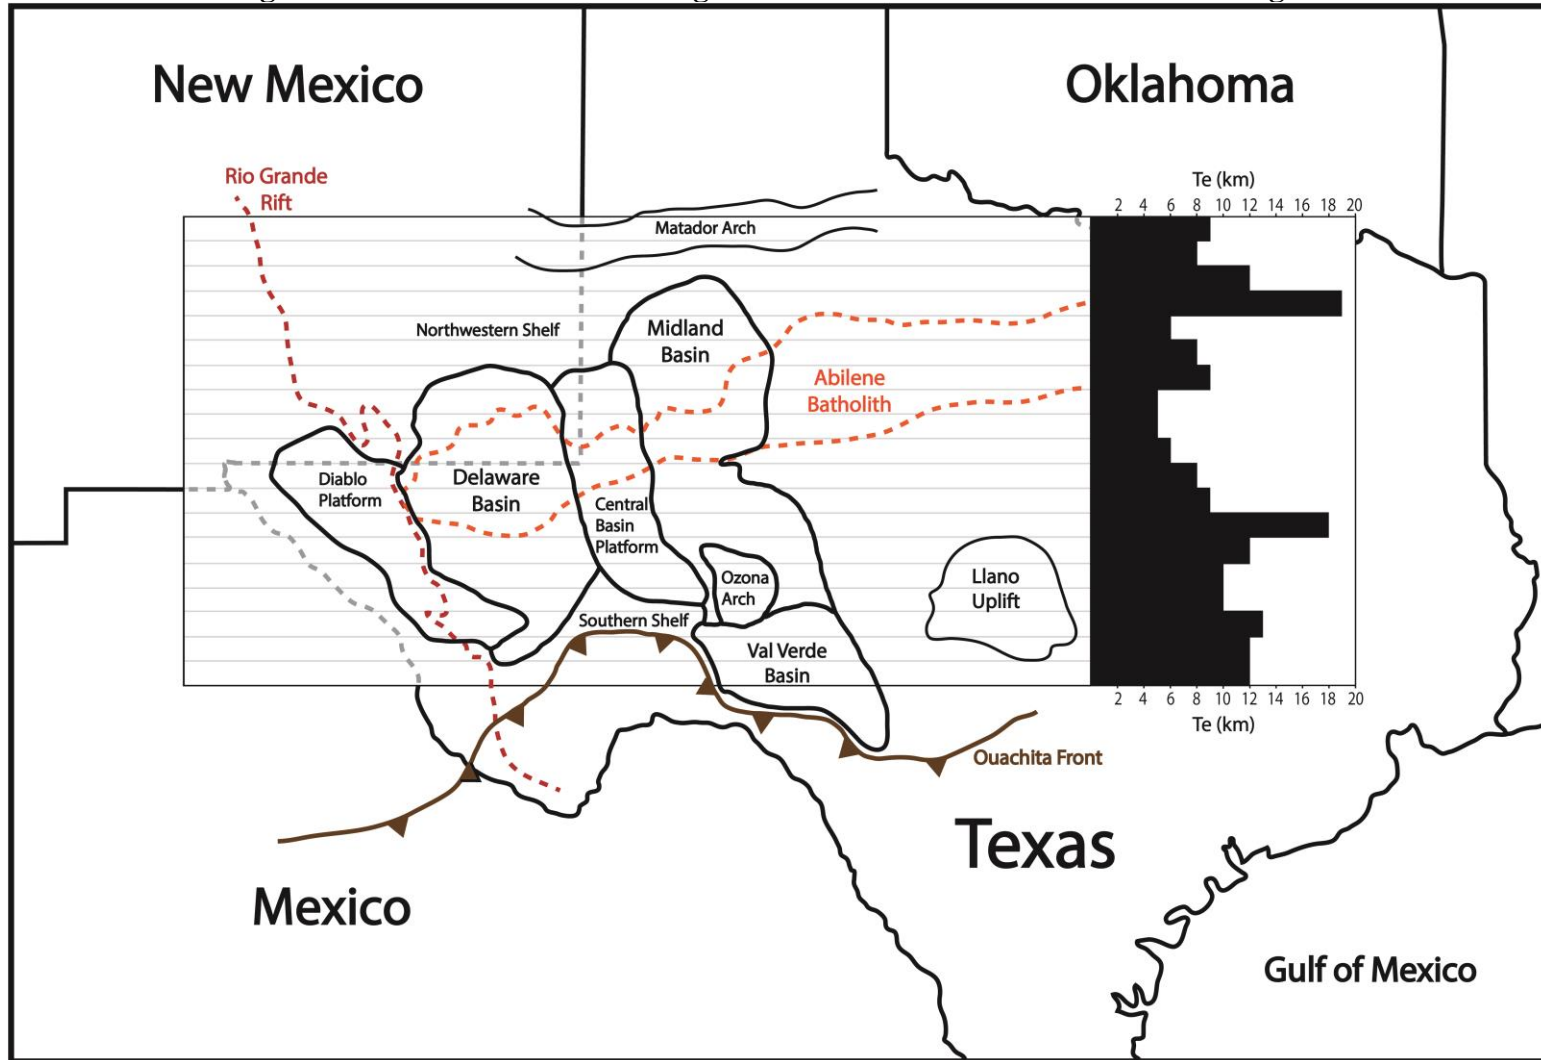 New Mexico
Oklahoma
Rio Grande
Rift
Te (km)
2 4 6 8 10 12 14 16 18 20
Matador Arch
Northwestern Shelf
Midland
Basin
Abilene
Batholith
Diablo
Platform
Delaware
Basin
Central
Basin
Platform
Ozona
Arch
Llano
Uplift
Southern Shelf
Val Verde
Basin
2 4 6 8 10 12 14 16 18 20
Te (km)
Ouachita Front
Texas
Mexico
Gulf of Mexico